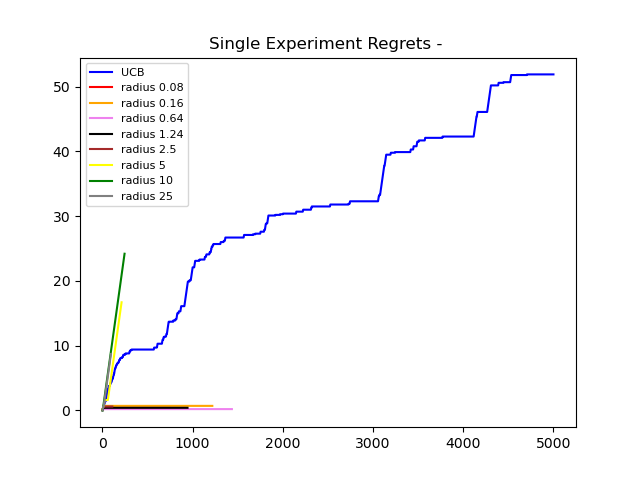 Single Experiment Regrets -
UCB
radius 0.08
radius 0.16
radius 0.64
radius 1.24
radius 2.5
radius 5
radius 10
radius 25
50
40
30
20
10
0
0 1000 2000 3000 4000 5000